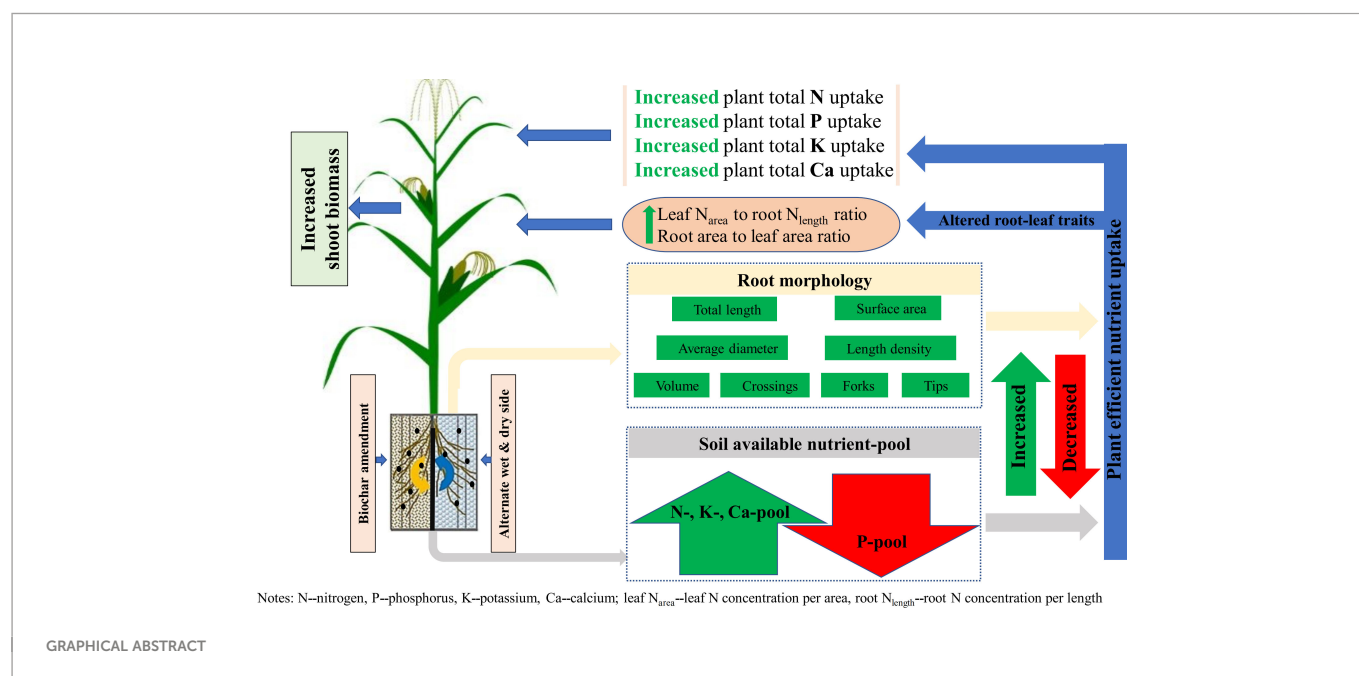 Increased plant total N uptake
Increased plant total P uptake
Increased plant total K uptake
Increased plant total Ca uptake
Increased
shoot biomass
Leaf Narea to root Nlength ratio
Root area to leaf area ratio
Altered root-leaf traits
Plant efficient nutrient uptake
Root morphology
Total length
Surface area
Average diameter
Length density
Volume
Crossings
Forks
Tips
Increased
Decreased
Biochar amendment
Alternate wet & dry side
Soil available nutrient-pool
N-, K-, Ca-pool
P-pool
Notes: N--nitrogen, P--phosphorus, K--potassium, Ca--calcium; leaf Narea--leaf N concentration per area, root Nlength--root N concentration per length
GRAPHICAL ABSTRACT